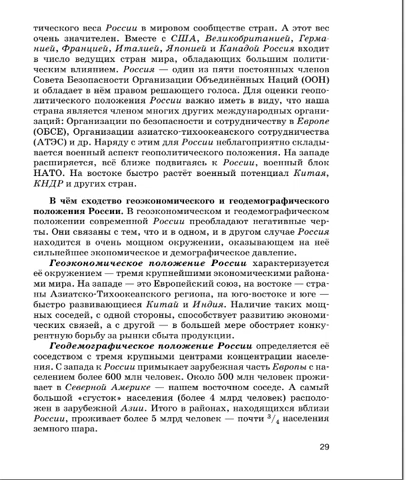 тического веса России в мировом сообществе стран. А этот вес
очень значителен. Вместе с США, Великобританией, Герма-
нией, Францией, Италией, Японией и Канадой Россия входит
в число ведущих стран мира, обладающих большим полити-
ческим влиянием. Россия — один из пяти постоянных членов
Совета Безопасности Организации Объединённых Наций (ООН)
и обладает в нём правом решающего голоса. Для оценки геопо-
литического положения России важно иметь в виду, что наша
страна является членом многих других международных органи-
заций: Организации по безопасности и сотрудничеству в Европе
(ОБСЕ), Организации азиатско-тихоокеанского сотрудничества
(АТЭС) и др. Наряду с этим для России неблагоприятно склады-
вается военный аспект геополитического положения. На западе
расширяется, всё ближе подвигаясь к России, военный блок
НАТО. На востоке быстро растёт военный потенциал Китая,
КНДР и других стран.
В чём сходство геоэкономического и геодемографического
положения России. В геоэкономическом и геодемографическом
положении современной России преобладают негативные чер-
ты. Они связаны с тем, что и в одном, и в другом случае Россия
находится в очень мощном окружении, оказывающем на неё
сильнейшее экономическое и демографическое давление.
Геоэкономическое положение России характеризуется
её окружением — тремя крупнейшими экономическими района-
ми мира. На западе — это Европейский союз, на востоке — стра-
ны Азиатско-Тихоокеанского региона, на юго-востоке и юге —
быстро развивающиеся Китай и Индия. Наличие таких мощ-
ных соседей, с одной стороны, способствует развитию экономи-
ческих связей, а с другой — в большей мере обостряет конку-
рентную борьбу за рынки сбыта продукции.
Геодемографическое положение России определяется её
соседством с тремя крупными центрами концентрации населе-
ния. С запада к России примыкает зарубежная часть Европы с на-
селением более 600 млн человек. Около 500 млн человек прожи-
вает в Северной Америке — нашем восточном соседе. А самый
большой «сгусток» населения (более 4 млрд человек) располо-
жен в зарубежной Азии. Итого в районах, находящихся вблизи
России, проживает более 5 млрд человек — почти 3/4 населения
земного шара.
29